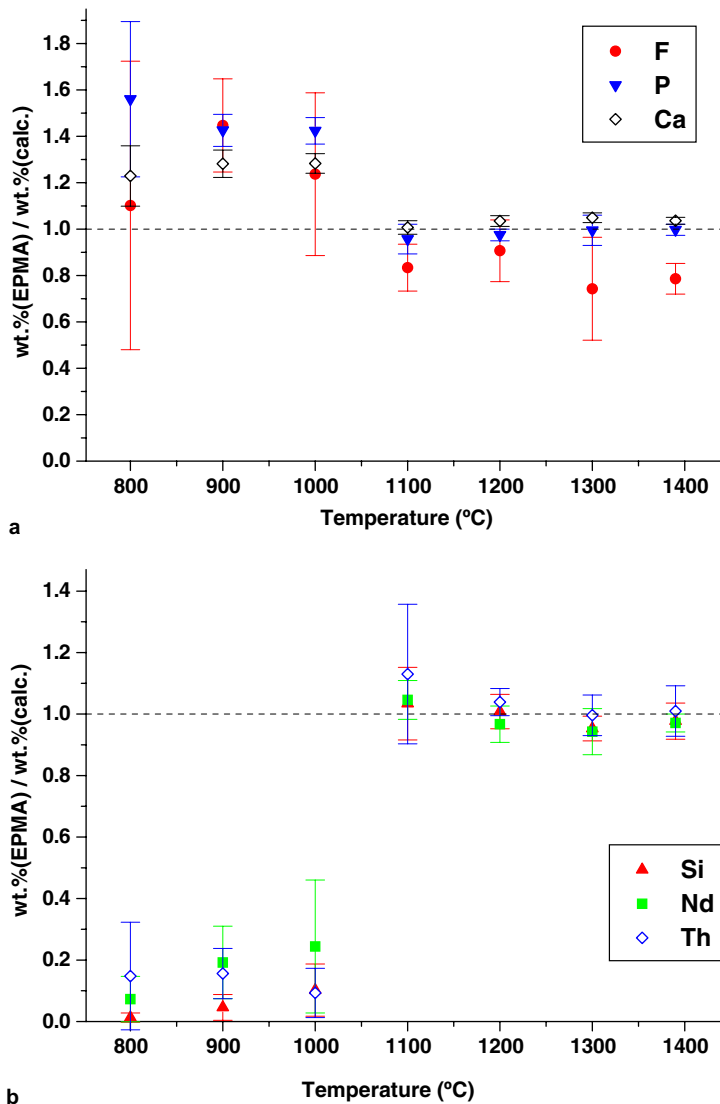 1.8
1.6
1.4
1.2
1.0
0.8
0.6
0.4
0.2
0.0
wt.%(EPMA) / wt.%(calc.)
F
P
Ca
800 900 1000 1100 1200 1300 1400
Temperature (ºC)
a
1.4
1.2
1.0
0.8
0.6
0.4
0.2
0.0
wt.%(EPMA) / wt.%(calc.)
Si
Nd
Th
800 900 1000 1100 1200 1300 1400
Temperature (ºC)
b